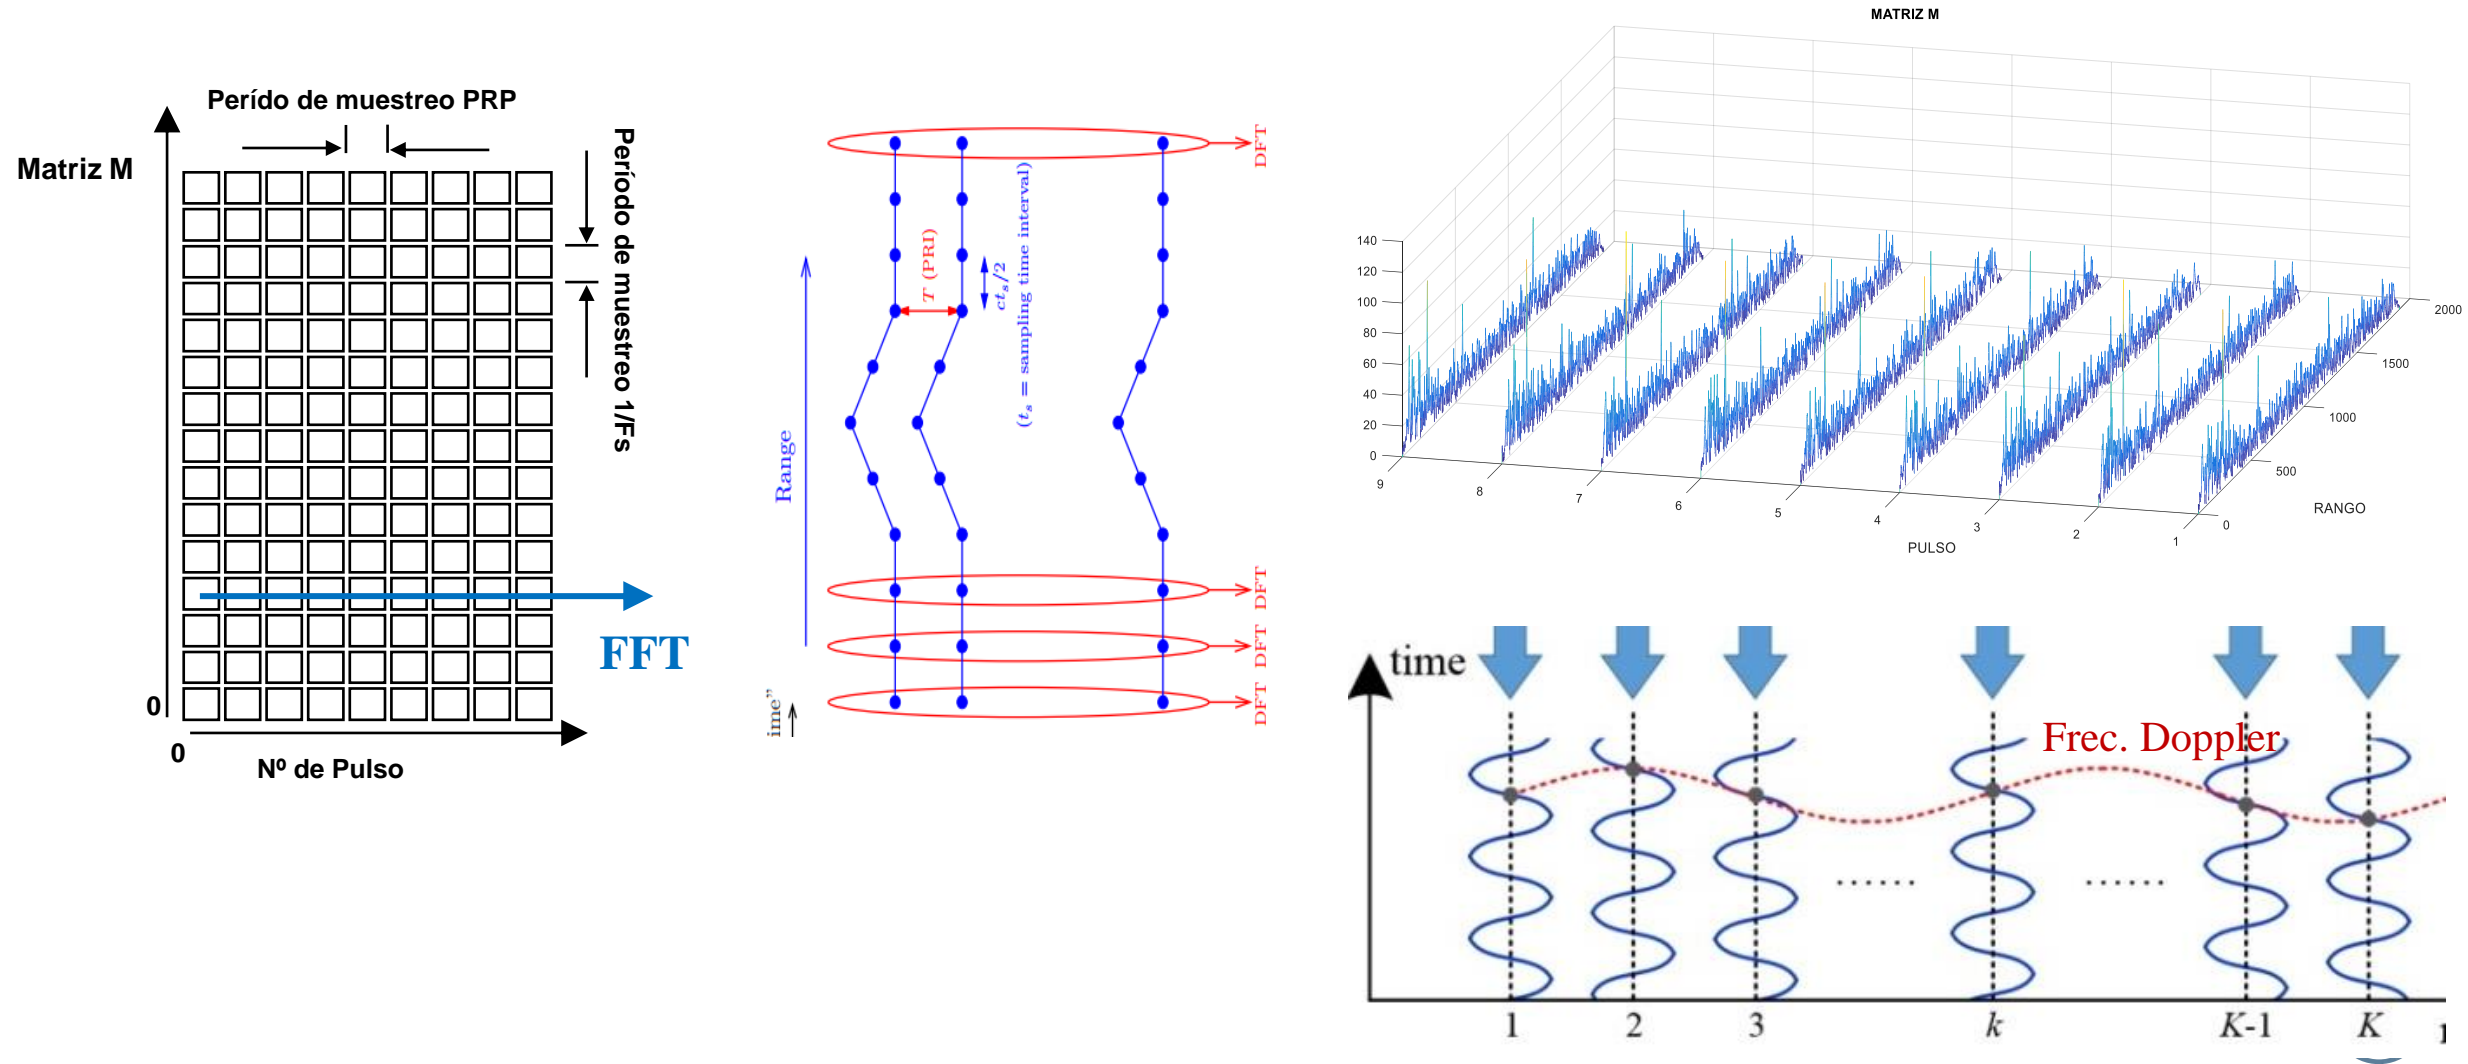 Perído de muestreo PRP
Matriz M
Período de muestreo 1/Fs
FFT
0
0
Nº de Pulso
DFT
T (PRI)
ct_s/2
(t_s = sampling time interval)
Range
DFT
DFT
DFT
ime”
MATRIZ M
140
120
100
80
60
40
20
0
9
8
7
6
5
4
3
2
1
0
500
1000
1500
2000
PULSO
RANGO
time
Frec. Doppler
...... ......
1 2 3 k K-1 K